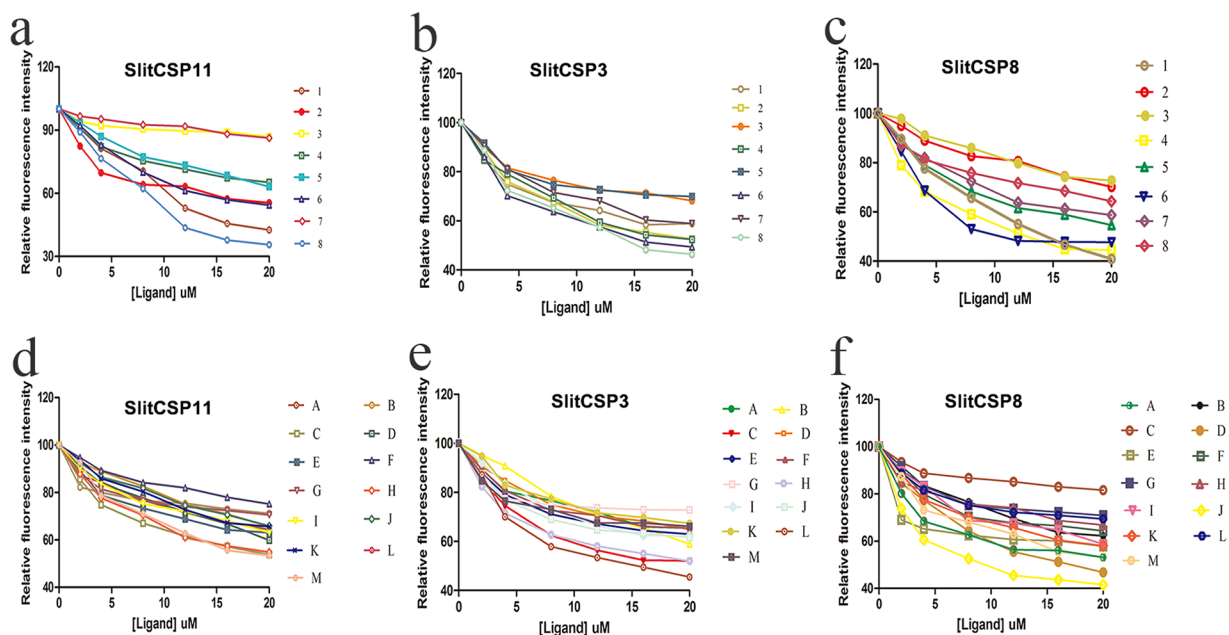 a
SlitCSP11
Relative fluorescence intensity
120
90
60
30
0 5 10 15 20
[Ligand] uM
1
2
3
4
5
6
7
8
b
SlitCSP3
Relative fluorescence intensity
120
100
80
60
40
0 5 10 15 20
[Ligand] uM
1
2
3
4
5
6
7
8
c
SlitCSP8
Relative fluorescence intensity
120
100
80
60
40
0 5 10 15 20
[Ligand] uM
1
2
3
4
5
6
7
8
d
SlitCSP11
Relative fluorescence intensity
120
100
80
60
40
0 5 10 15 20
[Ligand] uM
A B
C D
E F
G H
I J
K L
M
e
SlitCSP3
Relative fluorescence intensity
120
100
80
60
40
0 5 10 15 20
[Ligand] uM
A B
C D
E F
G H
I J
K L
M
f
SlitCSP8
Relative fluorescence intensity
120
100
80
60
40
0 5 10 15 20
[Ligand] uM
A B
C D
E F
G H
I J
K L
M